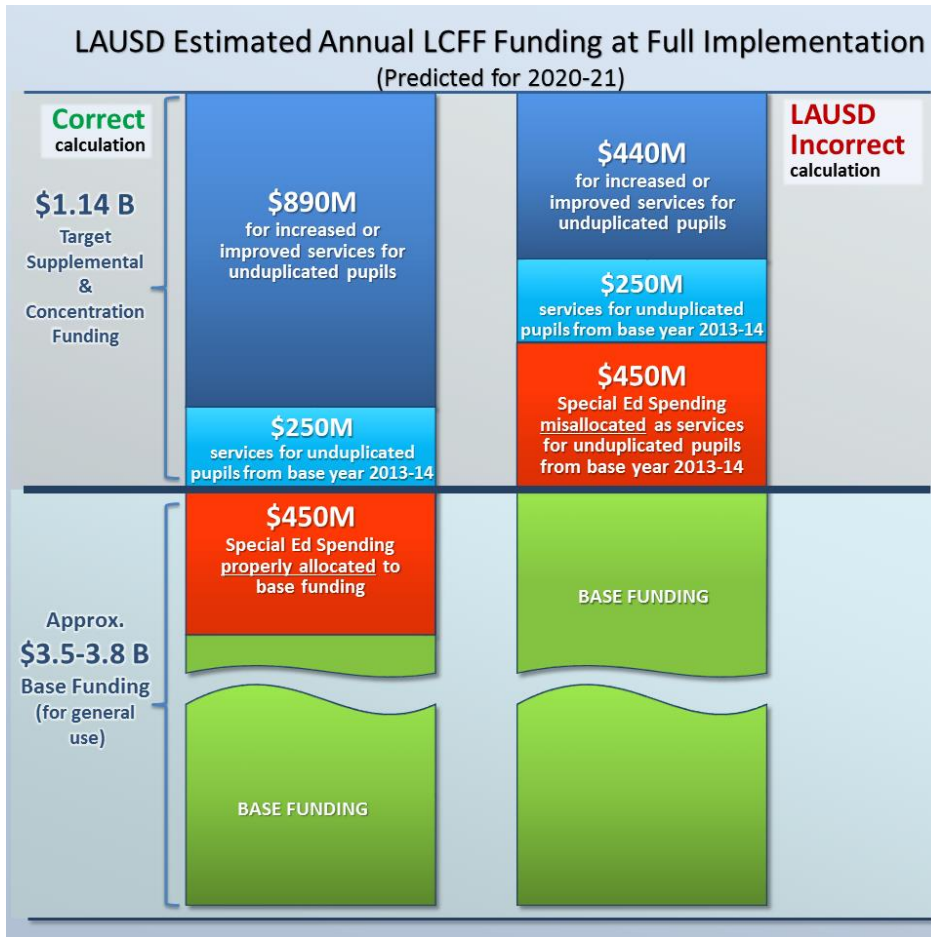 LAUSD Estimated Annual LCFF Funding at Full Implementation
(Predicted for 2020-21)
Correct
calculation
$1.14 B
Target
Supplemental
&
Concentration
Funding
$890M
for increased or
improved services for
unduplicated pupils
$250M
services for unduplicated
pupils from base year 2013-14
$440M
for increased or
improved services for
unduplicated pupils
$250M
services for unduplicated
pupils from base year 2013-14
$450M
Special Ed Spending
misallocated as services
for unduplicated pupils
from base year 2013-14
LAUSD
Incorrect
calculation
Approx.
$3.5-3.8 B
Base Funding
(for general
use)
$450M
Special Ed Spending
properly allocated to
base funding
BASE FUNDING
BASE FUNDING